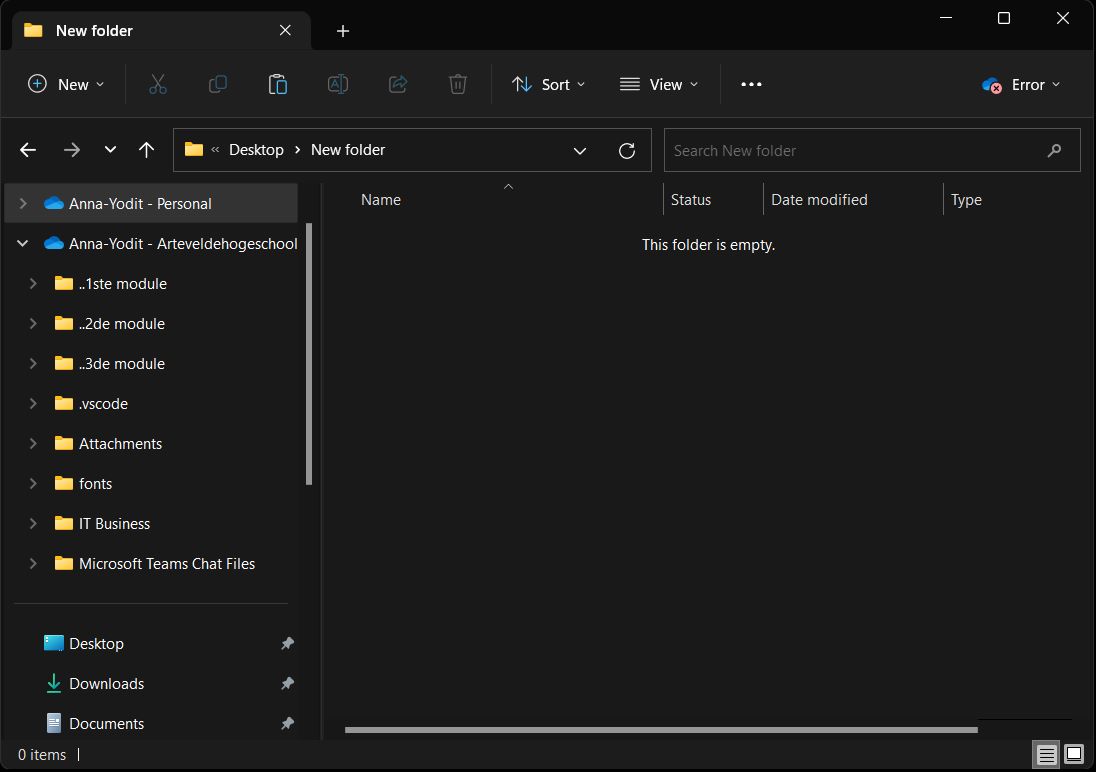 New folder
New
Sort
View
Error
« Desktop > New folder
Search New folder
Anna-Yodit - Personal
Anna-Yodit - Arteveldehogeschool
..1ste module
..2de module
..3de module
.vscode
Attachments
fonts
IT Business
Microsoft Teams Chat Files
Desktop
Downloads
Documents
Name Status Date modified Type
This folder is empty.
0 items